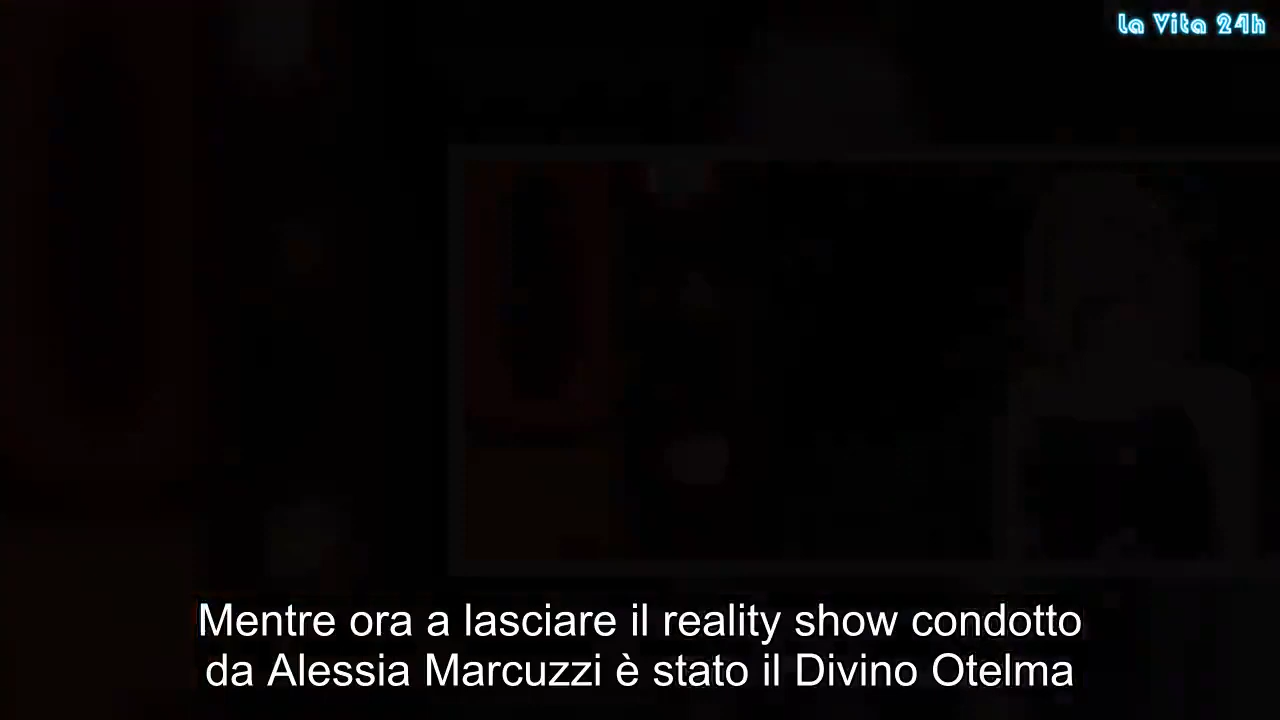 La Vita 24h
Mentre ora a lasciare il reality show condotto
da Alessia Marcuzzi è stato il Divino Otelma